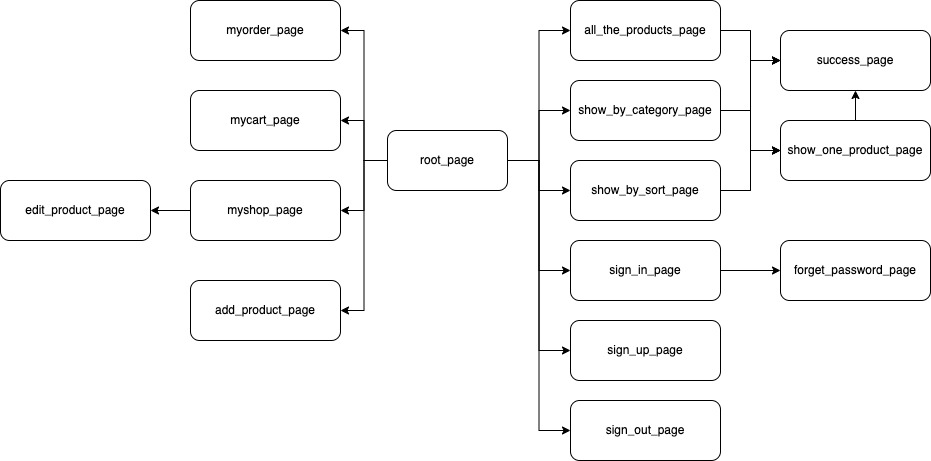 myorder_page
all_the_products_page
success_page
show_by_category_page
mycart_page
show_one_product_page
root_page
show_by_sort_page
edit_product_page
myshop_page
sign_in_page
forget_password_page
add_product_page
sign_up_page
sign_out_page